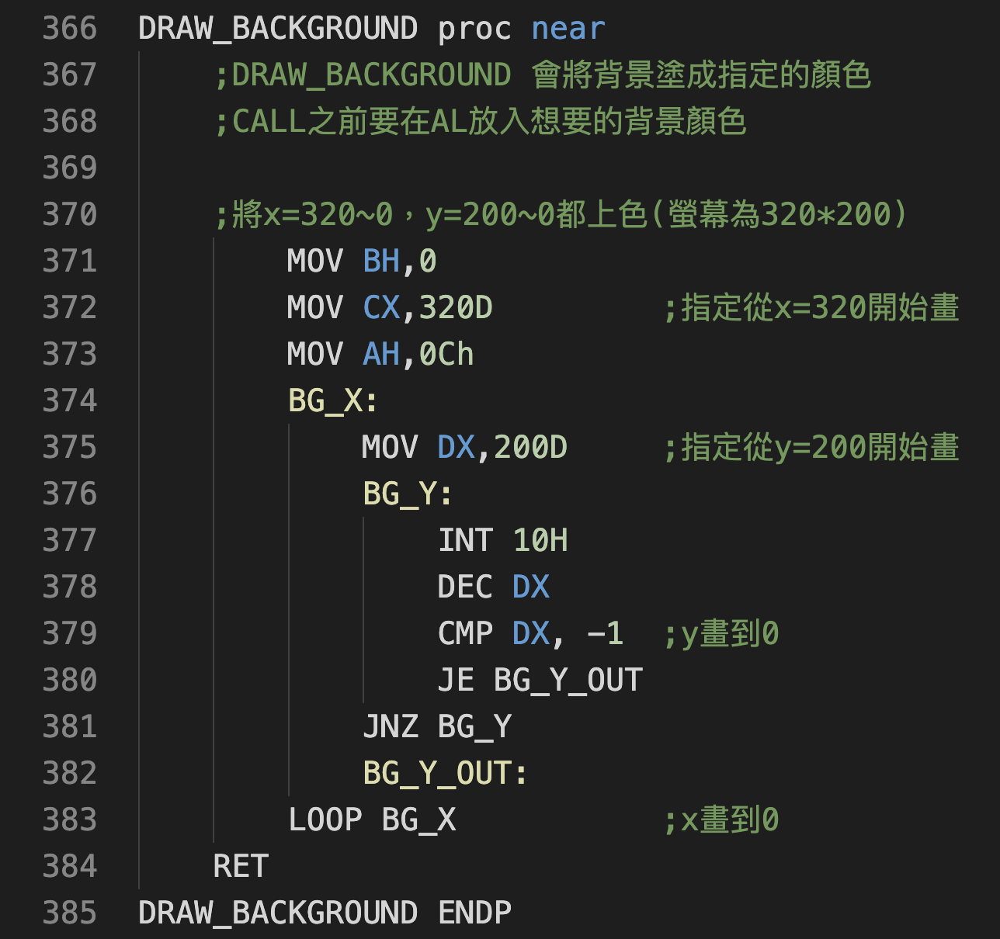 366 DRAW_BACKGROUND proc near
367 ;DRAW_BACKGROUND 會將背景塗成指定的顏色
368 ;CALL之前要在AL放入想要的背景顏色
369
370 ;將x=320~0，y=200~0都上色(螢幕為320*200)
371 MOV BH,0
372 MOV CX,320D ;指定從x=320開始畫
373 MOV AH,0Ch
374 BG_X:
375 MOV DX,200D ;指定從y=200開始畫
376 BG_Y:
377 INT 10H
378 DEC DX
379 CMP DX, -1 ;y畫到0
380 JE BG_Y_OUT
381 JNZ BG_Y
382 BG_Y_OUT:
383 LOOP BG_X ;x畫到0
384 RET
385 DRAW_BACKGROUND ENDP